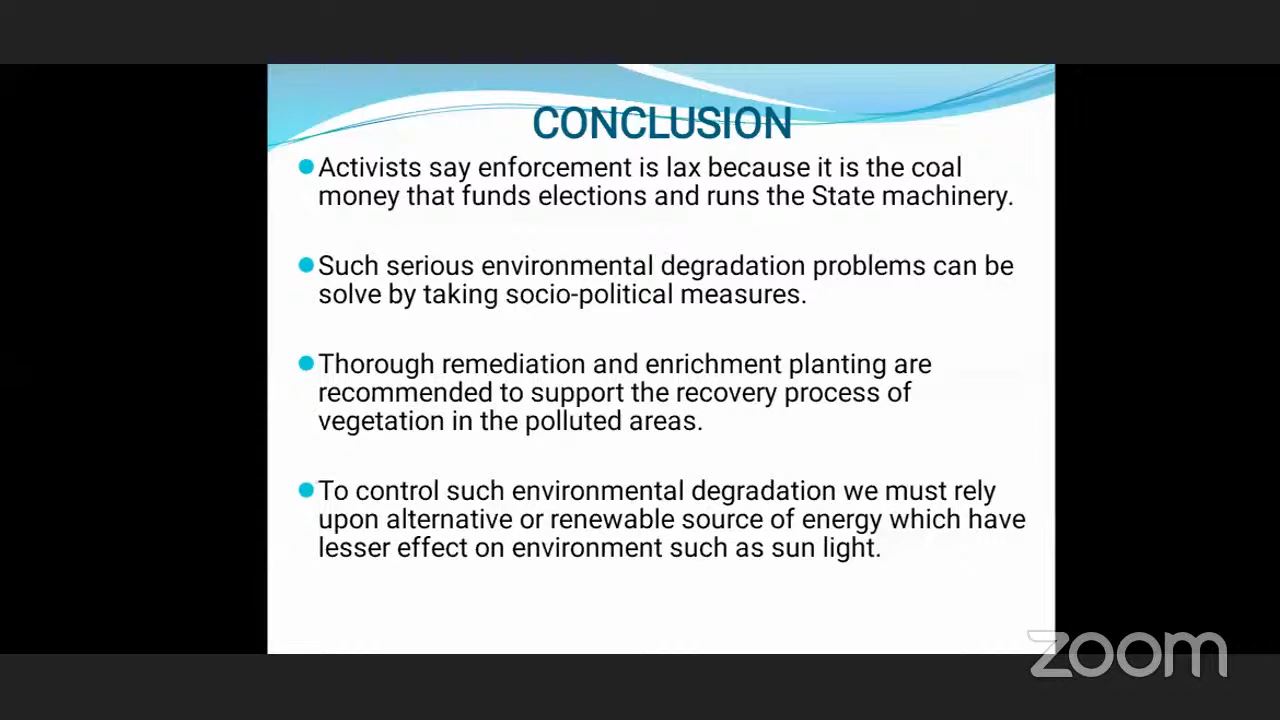 CONCLUSION
Activists say enforcement is lax because it is the coal
money that funds elections and runs the State machinery.
Such serious environmental degradation problems can be
solve by taking socio-political measures.
Thorough remediation and enrichment planting are
recommended to support the recovery process of
vegetation in the polluted areas.
To control such environmental degradation we must rely
upon alternative or renewable source of energy which have
lesser effect on environment such as sun light.
zoom